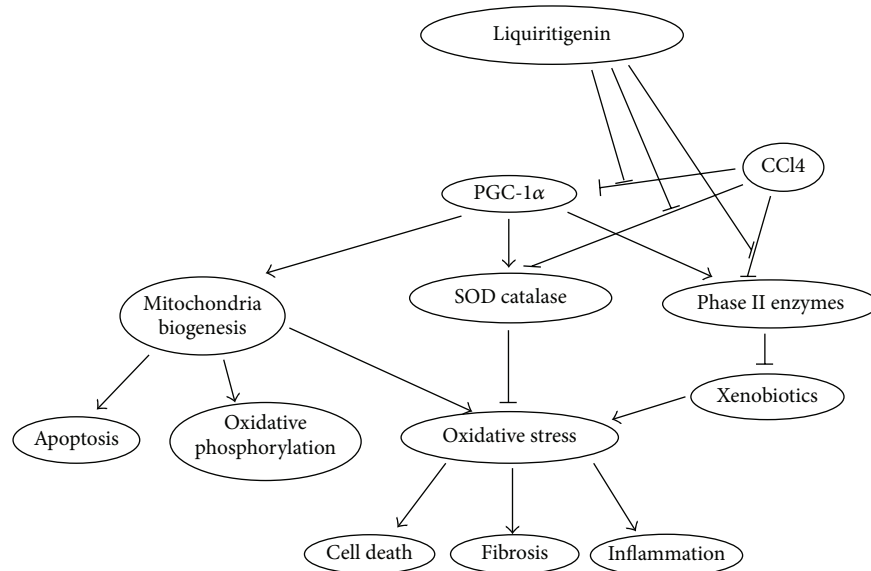 Liquiritigenin
CCl4
PGC-1α
Mitochondria
biogenesis
SOD catalase
Phase II enzymes
Xenobiotics
Apoptosis
Oxidative
phosphorylation
Oxidative stress
Cell death
Fibrosis
Inflammation